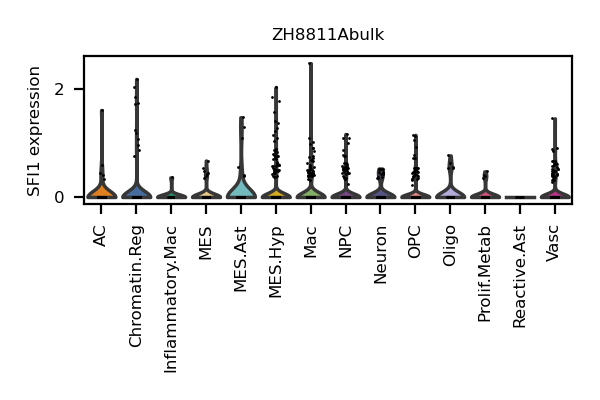 ZH8811Abulk
SFI1 expression
2
0
AC
Chromatin.Reg
Inflammatory.Mac
MES
MES.Ast
MES.Hyp
Mac
NPC
Neuron
OPC
Oligo
Prolif.Metab
Reactive.Ast
Vasc